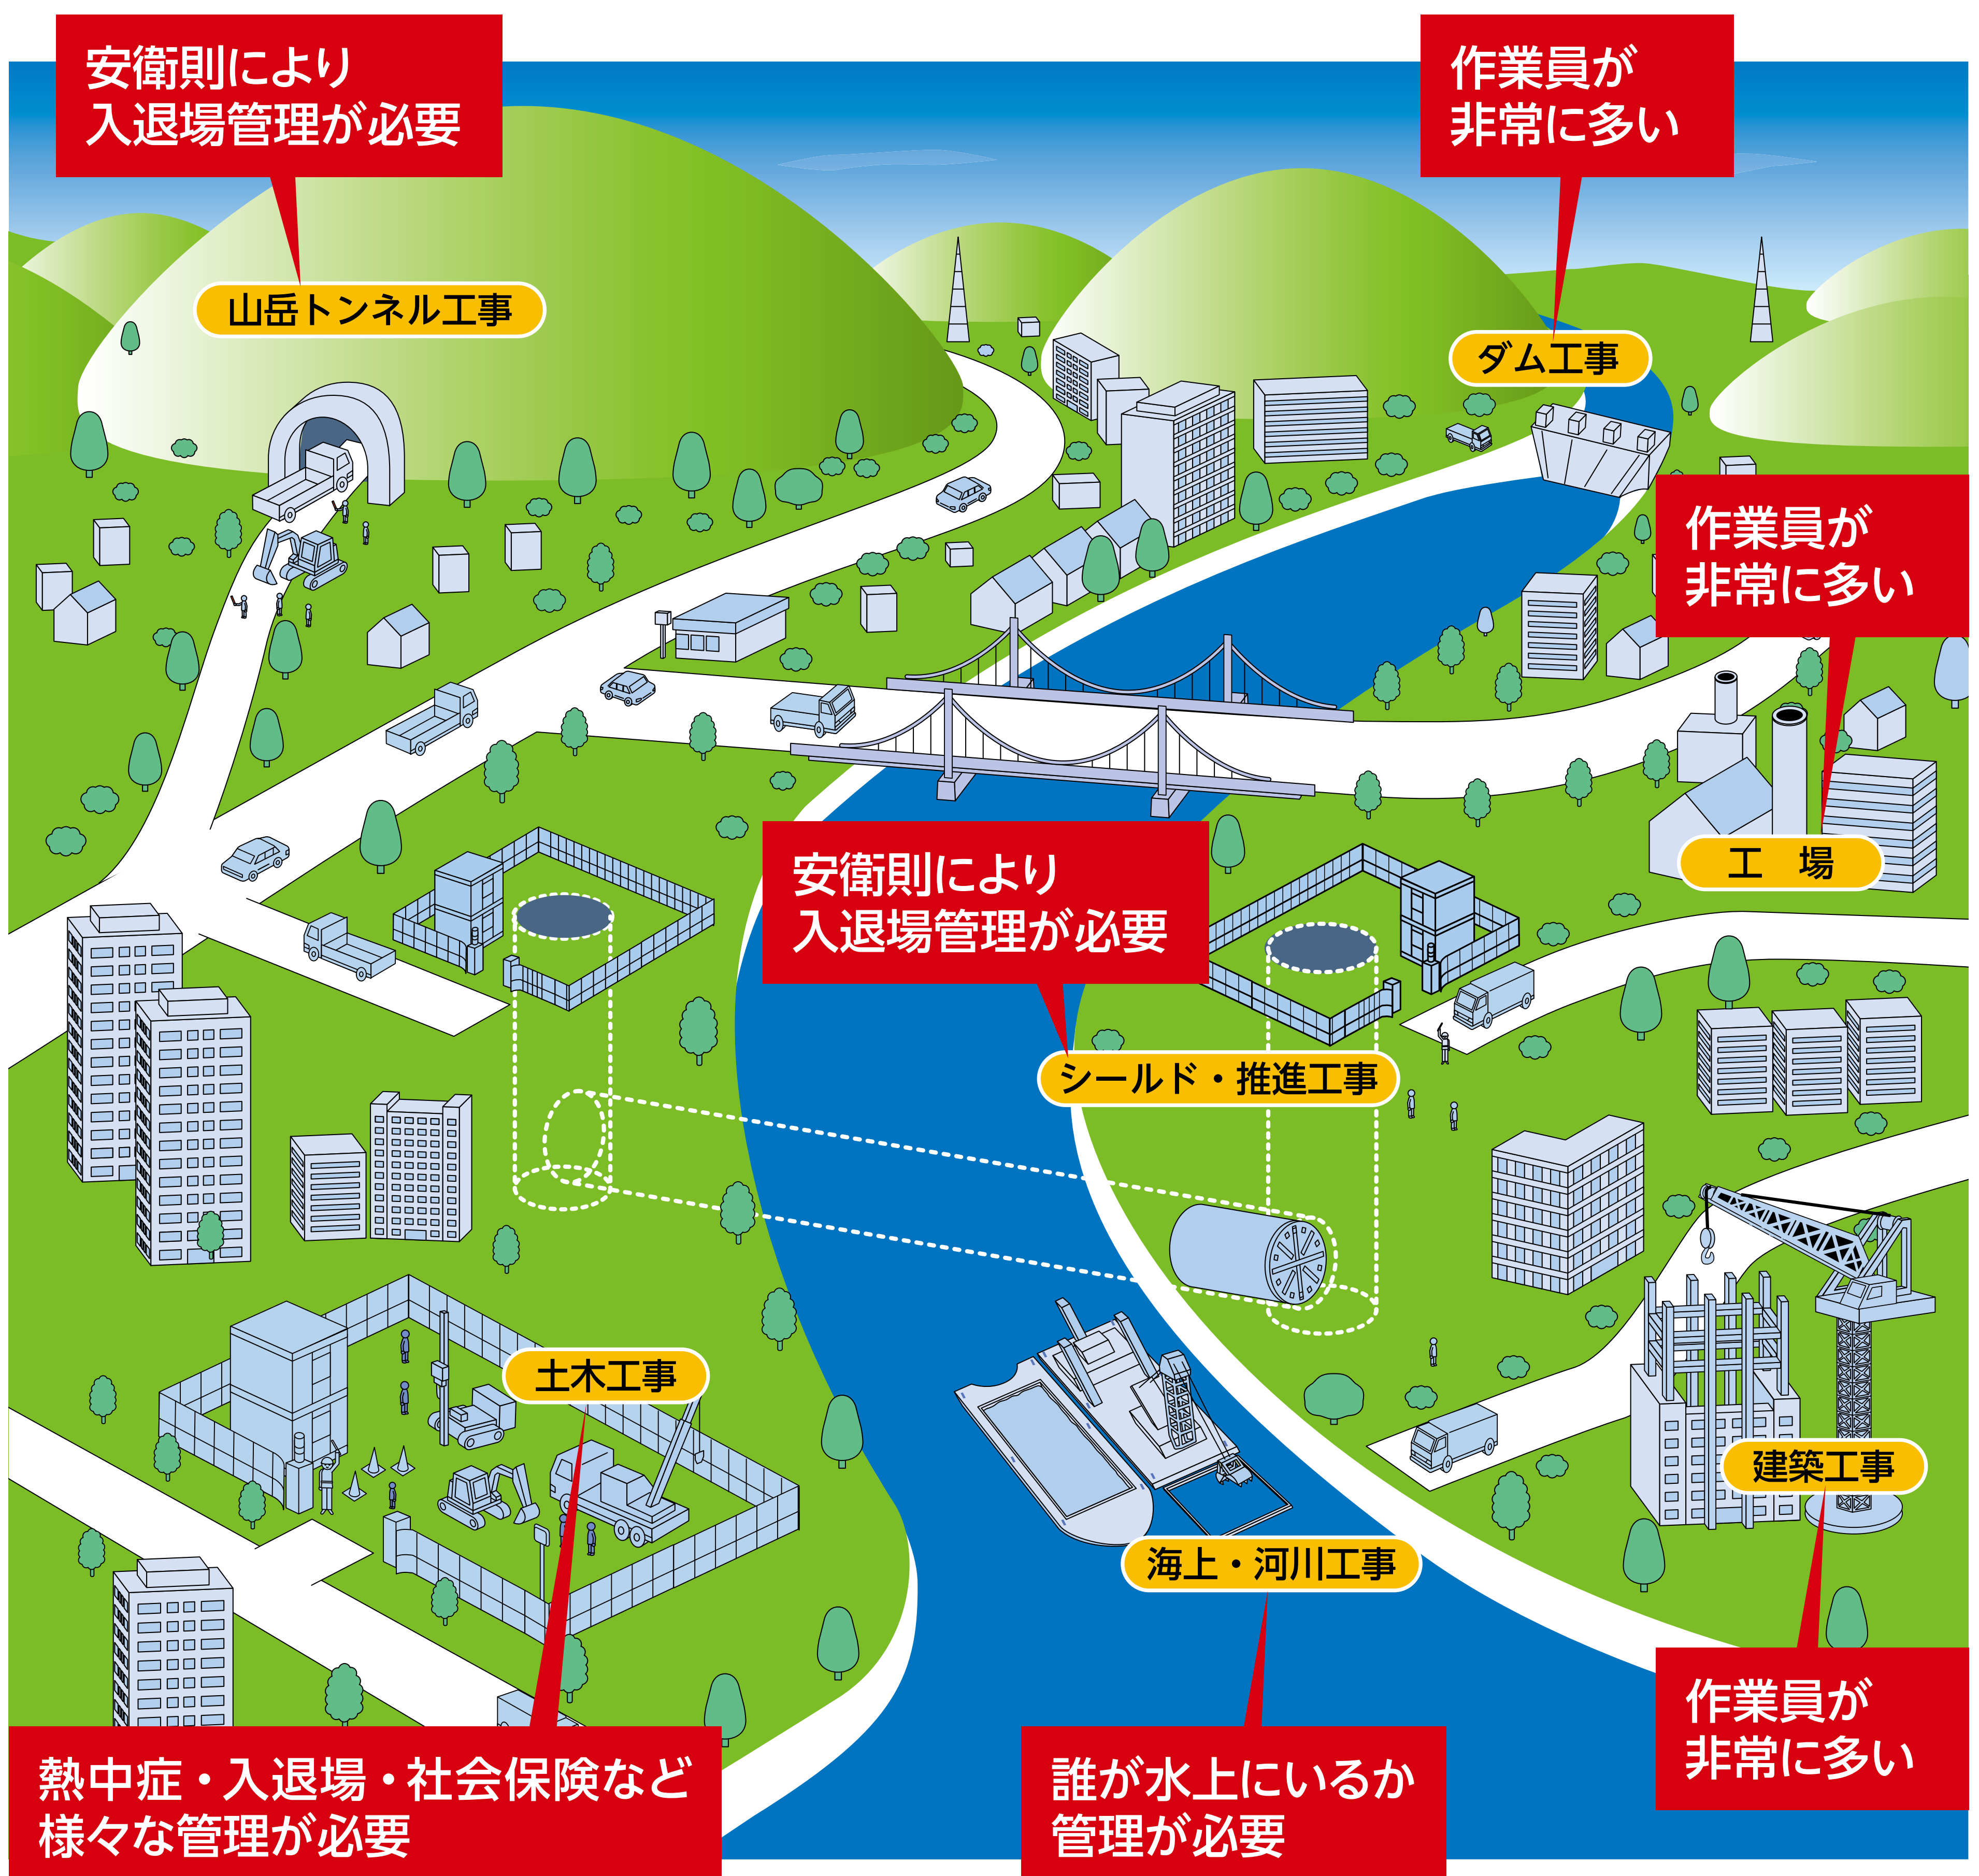 安衛則により
入退場管理が必要
山岳トンネル工事
作業員が
非常に多い
ダム工事
作業員が
非常に多い
工　場
安衛則により
入退場管理が必要
シールド・推進工事
土木工事
熱中症・入退場・社会保険など
様々な管理が必要
海上・河川工事
誰が水上にいるか
管理が必要
建築工事
作業員が
非常に多い